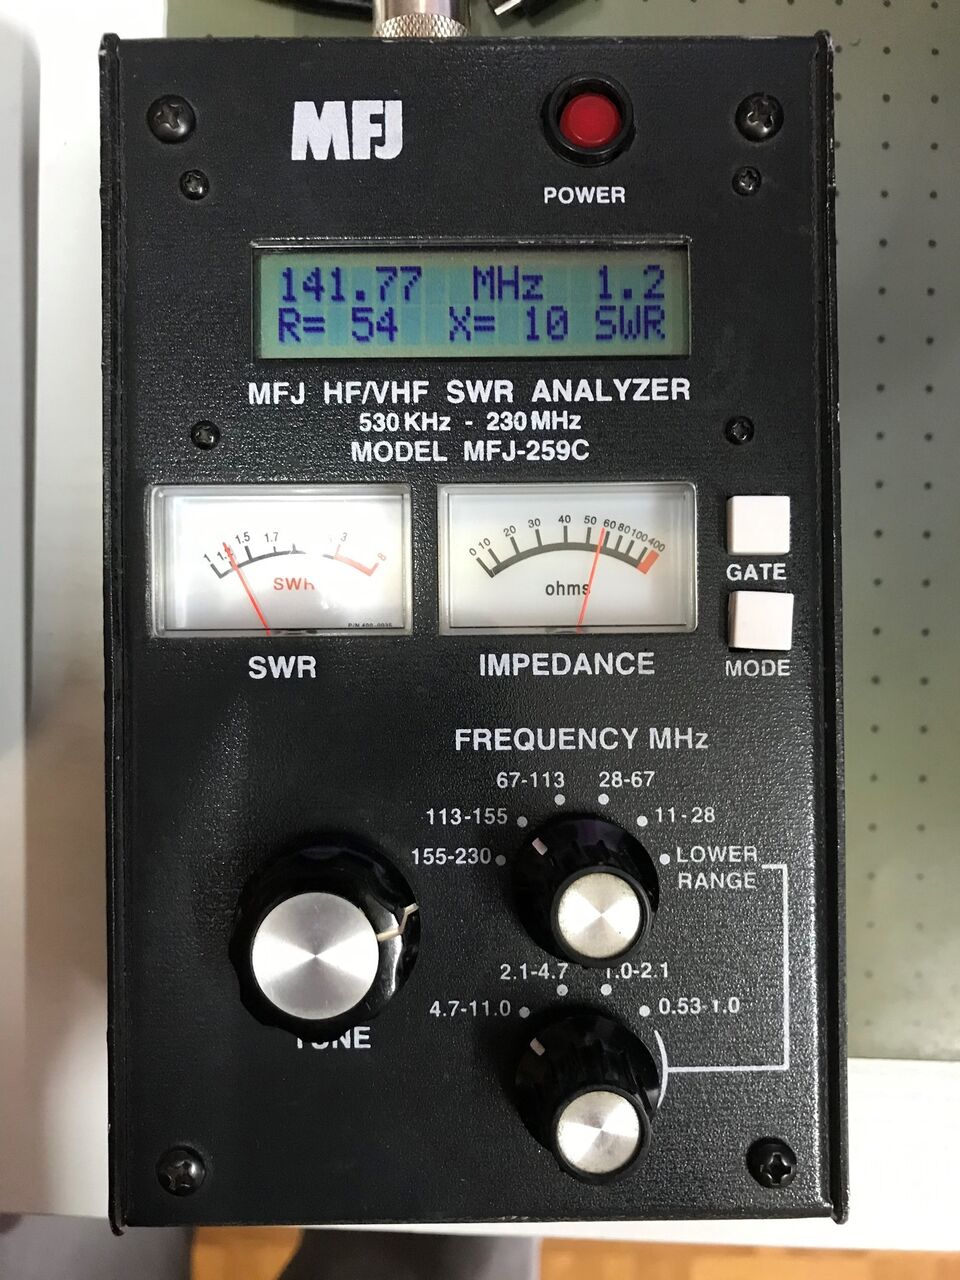 MFJ
POWER
141.77 MHz 1.2
R= 54 X= 10 SWR
MFJ HF/VHF SWR ANALYZER
530 KHz - 230 MHz
MODEL MFJ-259C
1 1.5 1.7 3 8
SWR
SWR
0 10 20 30 40 50 60 80 100 400
ohms
IMPEDANCE
GATE
MODE
FREQUENCY MHz
67-113 28-67
113-155 11-28
155-230 LOWER
RANGE
2.1-4.7 1.0-2.1
4.7-11.0 0.53-1.0
TUNE